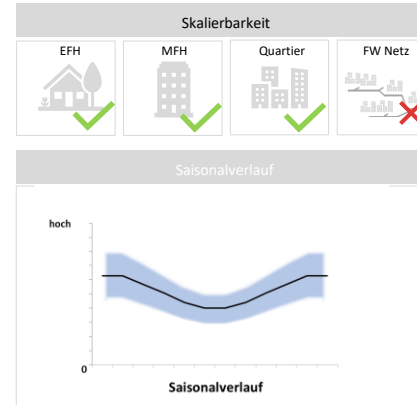 Skalierbarkeit
EFH MFH Quartier FW Netz
Saisonalverlauf
hoch
0
Saisonalverlauf